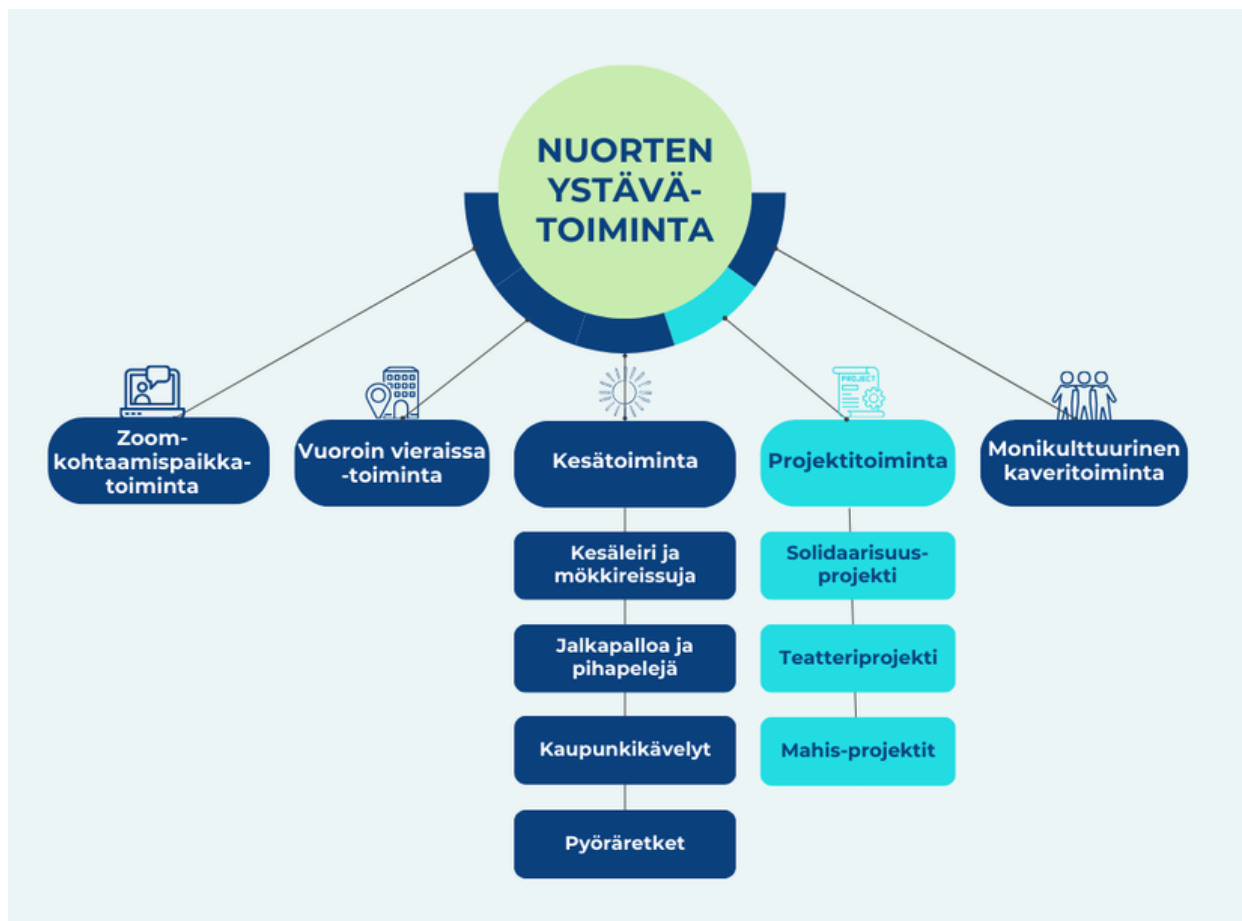 NUORTEN
YSTÄVÄ-
TOIMINTA
PROJECT
Zoom-
kohtaamispaikka-
toiminta
Vuoroin vieraissa
-toiminta
Kesätoiminta
Projektitoiminta
Monikulttuurinen
kaveritoiminta
Kesäleiri ja
mökkireissuja
Jalkapalloa ja
pihapelejä
Kaupunkikävelyt
Pyöräretket
Solidaarisuus-
projekti
Teatteriprojekti
Mahis-projektit